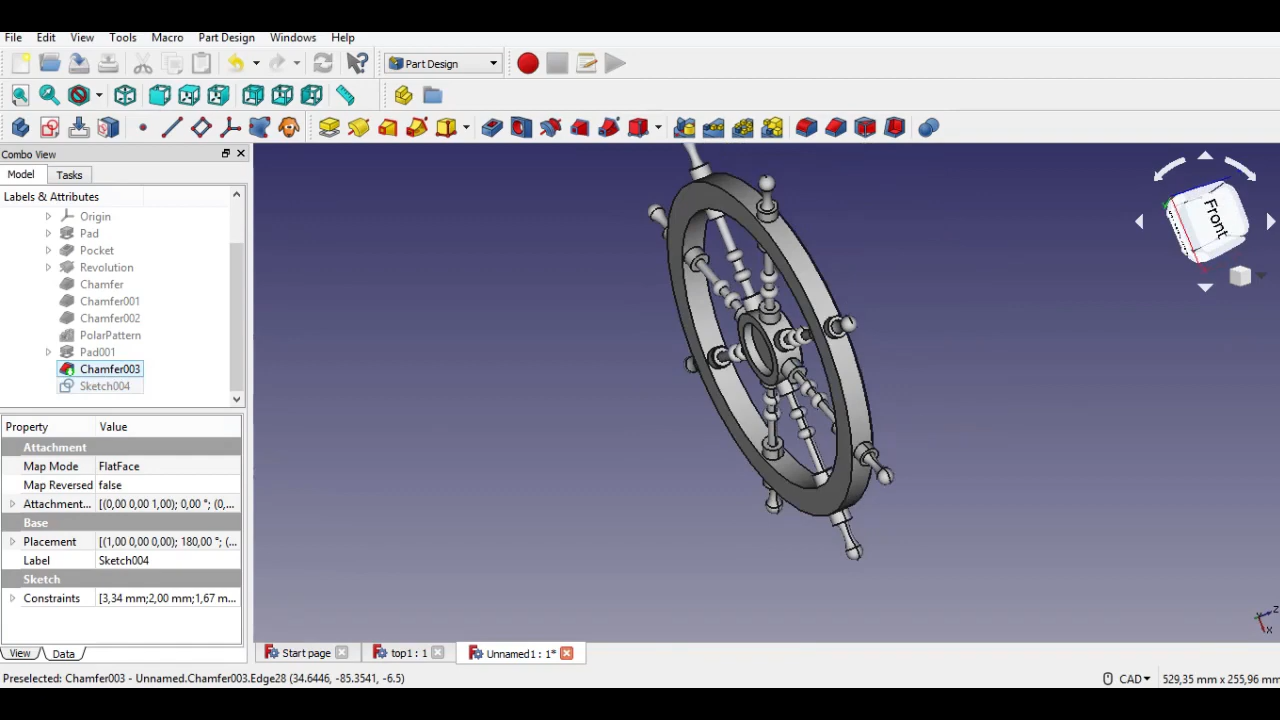 File Edit View Tools Macro Part Design Windows Help
Part Design
Combo View
Model Tasks
Labels & Attributes
Origin
Pad
Pocket
Revolution
Chamfer
Chamfer001
Chamfer002
PolarPattern
Pad001
Chamfer003
Sketch004
Property Value
Attachment
Map Mode FlatFace
Map Reversed false
Attachment... [(0,00 0,00 1,00); 0,00 °; (0,...
Base
Placement [(1,00 0,00 0,00); 180,00 °; (...
Label Sketch004
Sketch
Constraints [3,34 mm;2,00 mm;1,67 m...
View Data
Front
Z
X
Start page top1 : 1 Unnamed1 : 1*
Preselected: Chamfer003 - Unnamed.Chamfer003.Edge28 (34.6446, -85.3541, -6.5) CAD 529,35 mm x 255,96 mm